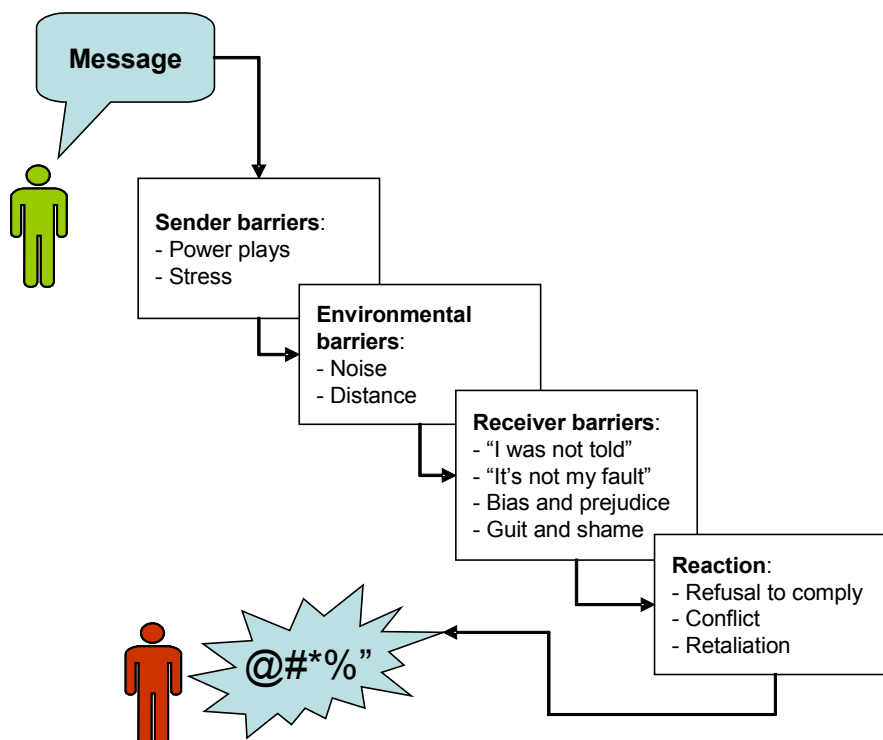 Message
Sender barriers:
- Power plays
- Stress
Environmental
barriers:
- Noise
- Distance
Receiver barriers:
- “I was not told”
- “It’s not my fault”
- Bias and prejudice
- Guit and shame
Reaction:
- Refusal to comply
- Conflict
- Retaliation
@#*%”